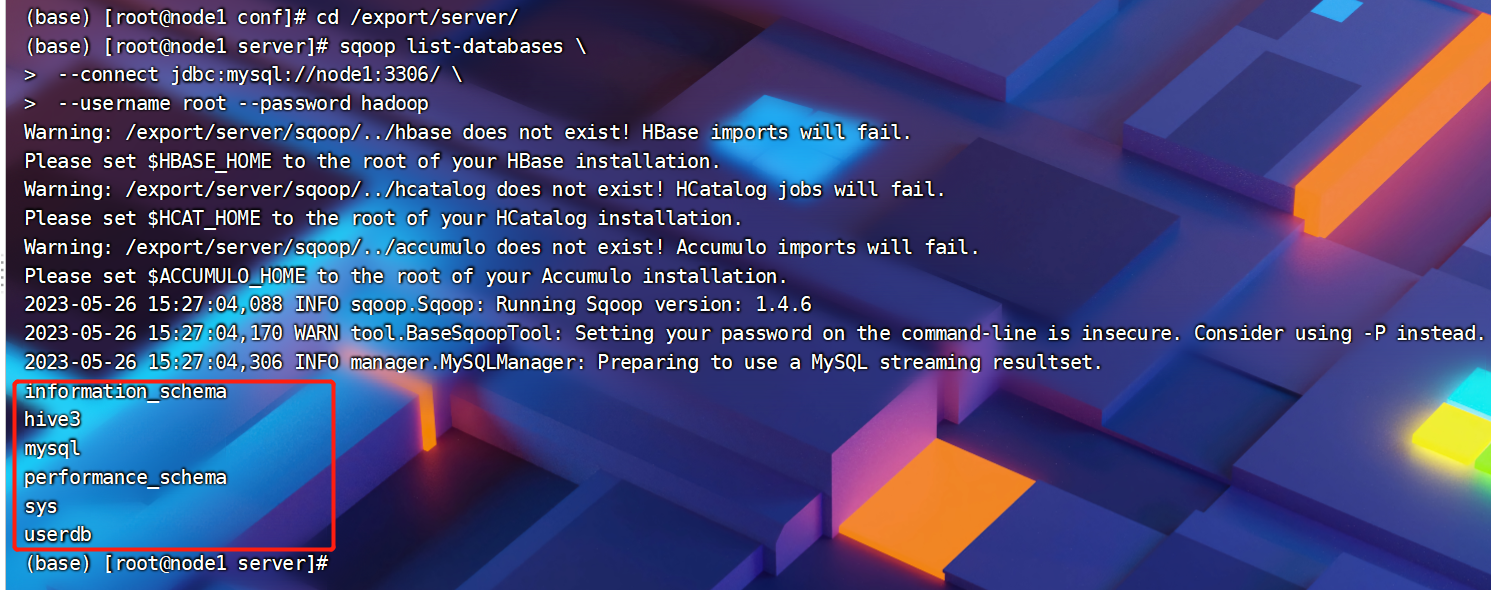 (base) [root@node1 conf]# cd /export/server/
(base) [root@node1 server]# sqoop list-databases \
>  --connect jdbc:mysql://node1:3306/ \
>  --username root --password hadoop
Warning: /export/server/sqoop/../hbase does not exist! HBase imports will fail.
Please set $HBASE_HOME to the root of your HBase installation.
Warning: /export/server/sqoop/../hcatalog does not exist! HCatalog jobs will fail.
Please set $HCAT_HOME to the root of your HCatalog installation.
Warning: /export/server/sqoop/../accumulo does not exist! Accumulo imports will fail.
Please set $ACCUMULO_HOME to the root of your Accumulo installation.
2023-05-26 15:27:04,088 INFO sqoop.Sqoop: Running Sqoop version: 1.4.6
2023-05-26 15:27:04,170 WARN tool.BaseSqoopTool: Setting your password on the command-line is insecure. Consider using -P instead.
2023-05-26 15:27:04,306 INFO manager.MySQLManager: Preparing to use a MySQL streaming resultset.
information_schema
hive3
mysql
performance_schema
sys
userdb
(base) [root@node1 server]#